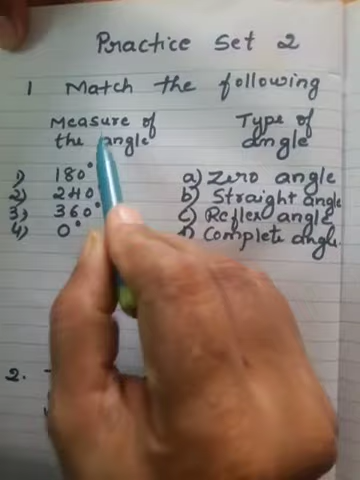 Practice Set 2
1 Match the following
Measure of the angle
Type of angle
1) 180° a) Zero angle
2) 240° b) Straight angle
3) 360° c) Reflex angle
4) 0° d) Complete angle
2.